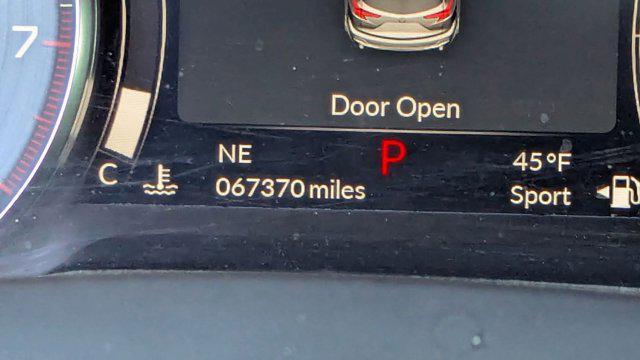 7
Door Open
NE
P
45°F
C
067370 miles
Sport